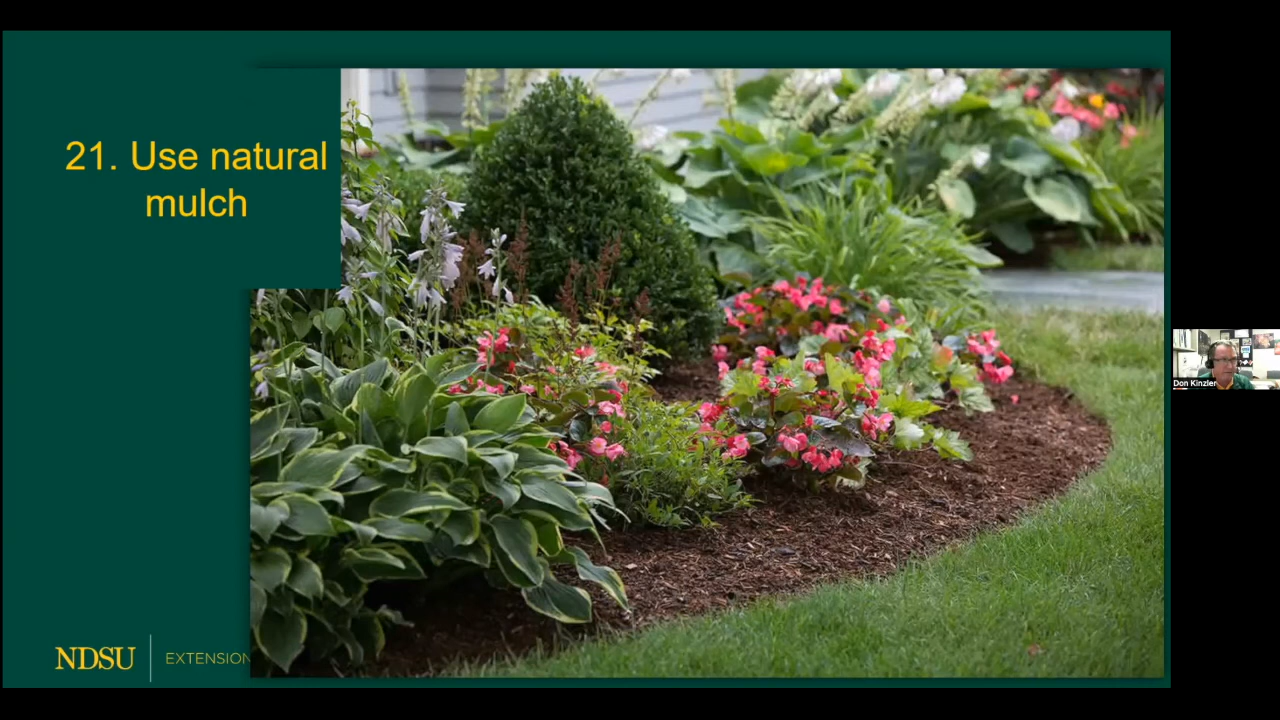 21. Use natural
mulch
NDSU
EXTENSION
Don Kinzler